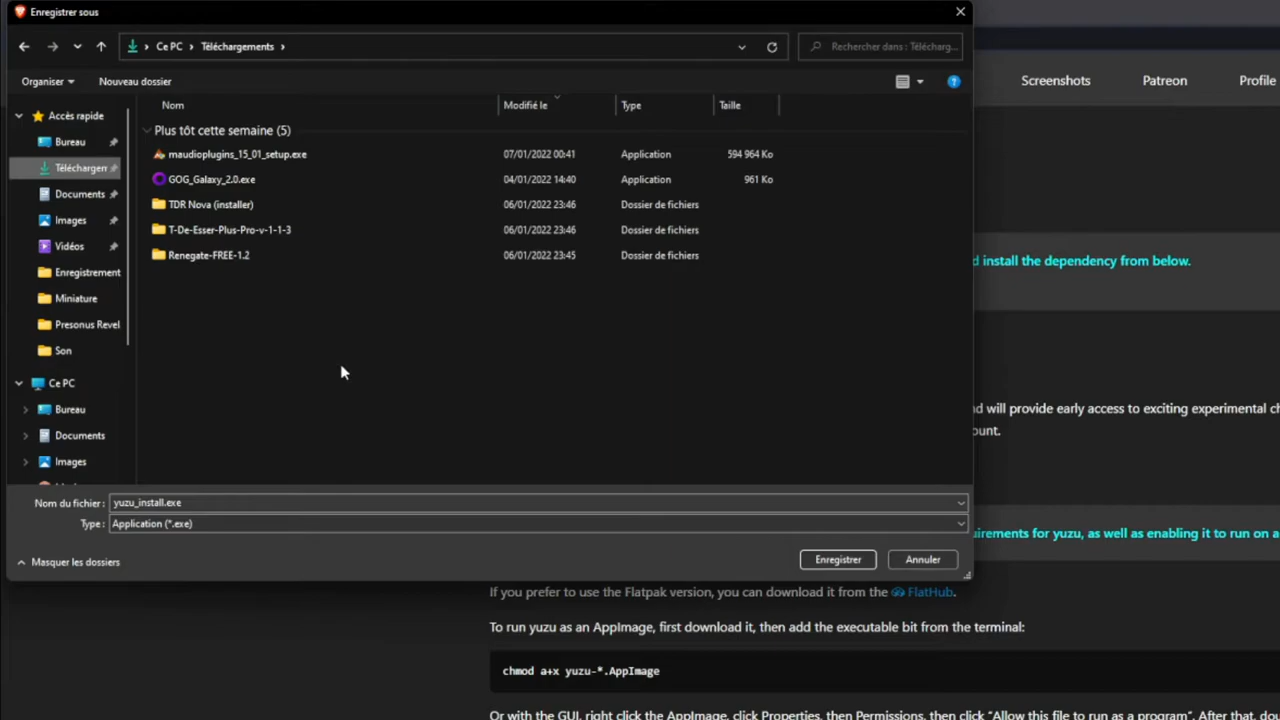 Enregistrer sous
Ce PC
Téléchargements
Rechercher dans : Télécharg...
Organiser
Nouveau dossier
Screenshots
Patreon
Profile
Nom
Modifié le
Type
Taille
Accès rapide
Plus tôt cette semaine (5)
Bureau
maudioplugins_15_01_setup.exe 07/01/2022 00:41 Application 594 964 Ko
Téléchargen
GOG_Galaxy_2.0.exe 04/01/2022 14:40 Application 961 Ko
Documents
TDR Nova (installer) 06/01/2022 23:46 Dossier de fichiers
Images
T-De-Esser-Plus-Pro-v-1-1-3 06/01/2022 23:46 Dossier de fichiers
Vidéos
Renegate-FREE-1.2 06/01/2022 23:45 Dossier de fichiers
d install the dependency from below.
Enregistrement
Miniature
Presonus Revel
Son
Ce PC
Bureau
nd will provide early access to exciting experimental c
ount.
Documents
Images
Nom du fichier : yuzu_install.exe
Type : Application (*.exe)
irements for yuzu, as well as enabling it to run on a
Masquer les dossiers
Enregistrer
Annuler
If you prefer to use the Flatpak version, you can download it from the FlatHub.
To run yuzu as an AppImage, first download it, then add the executable bit from the terminal:
chmod a+x yuzu-*.AppImage
Or with the GUI, right click the AppImage, click Properties, then Permissions, then click "Allow this file to run as a program". After that, do